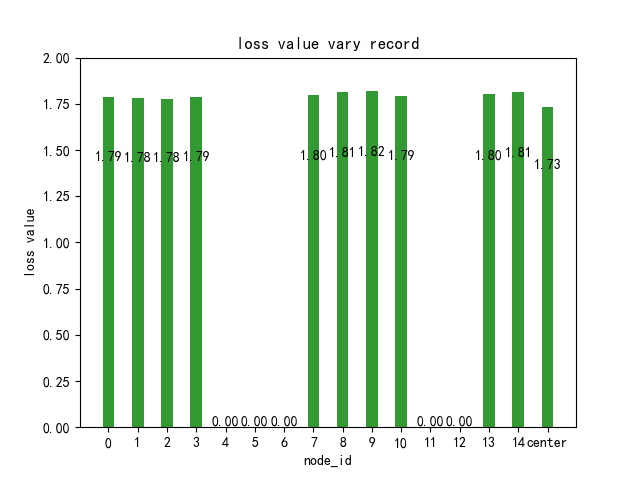 loss value vary record
loss value
2.00
1.75
1.50
1.25
1.00
0.75
0.50
0.25
0.00
1.79 1.78 1.78 1.79 0.00 0.00 0.00 1.80 1.81 1.82 1.79 0.00 0.00 1.80 1.81 1.73
0 1 2 3 4 5 6 7 8 9 10 11 12 13 14 center
node_id